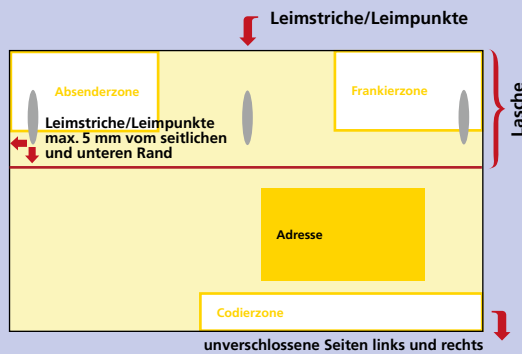 Leimstriche/Leimpunkte
Absenderzone
Frankierzone
Lasche
Leimstriche/Leimpunkte
max. 5 mm vom seitlichen
und unteren Rand
Adresse
Codierzone
unverschlossene Seiten links und rechts